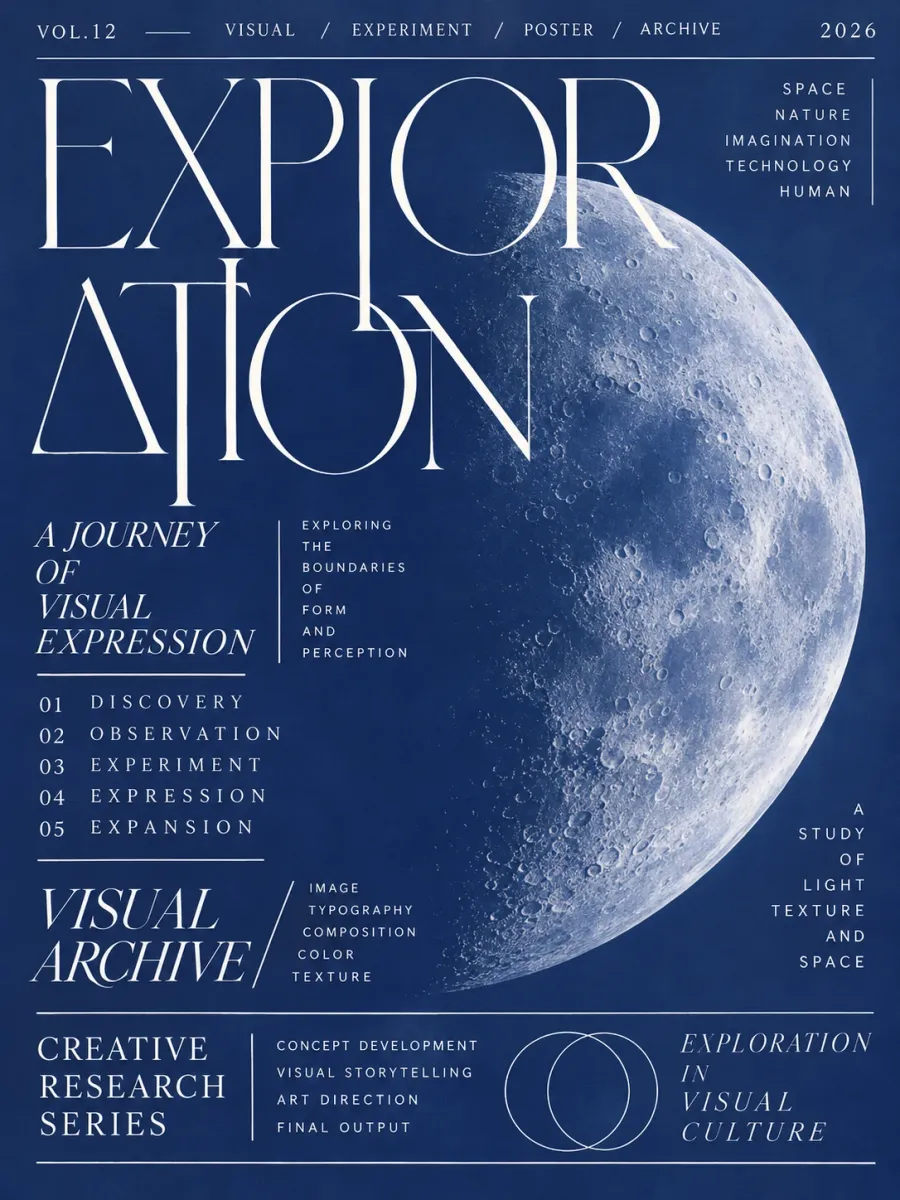 VOL.12 — VISUAL / EXPERIMENT / POSTER / ARCHIVE 2026
EXPLOR
ATION
SPACE
NATURE
IMAGINATION
TECHNOLOGY
HUMAN
A JOURNEY
OF
VISUAL
EXPRESSION
EXPLORING
THE
BOUNDARIES
OF
FORM
AND
PERCEPTION
01 DISCOVERY
02 OBSERVATION
03 EXPERIMENT
04 EXPRESSION
05 EXPANSION
A
STUDY
OF
LIGHT
TEXTURE
AND
SPACE
VISUAL
ARCHIVE /
IMAGE
TYPOGRAPHY
COMPOSITION
COLOR
TEXTURE
CREATIVE
RESEARCH
SERIES
CONCEPT DEVELOPMENT
VISUAL STORYTELLING
ART DIRECTION
FINAL OUTPUT
EXPLORATION
IN
VISUAL
CULTURE